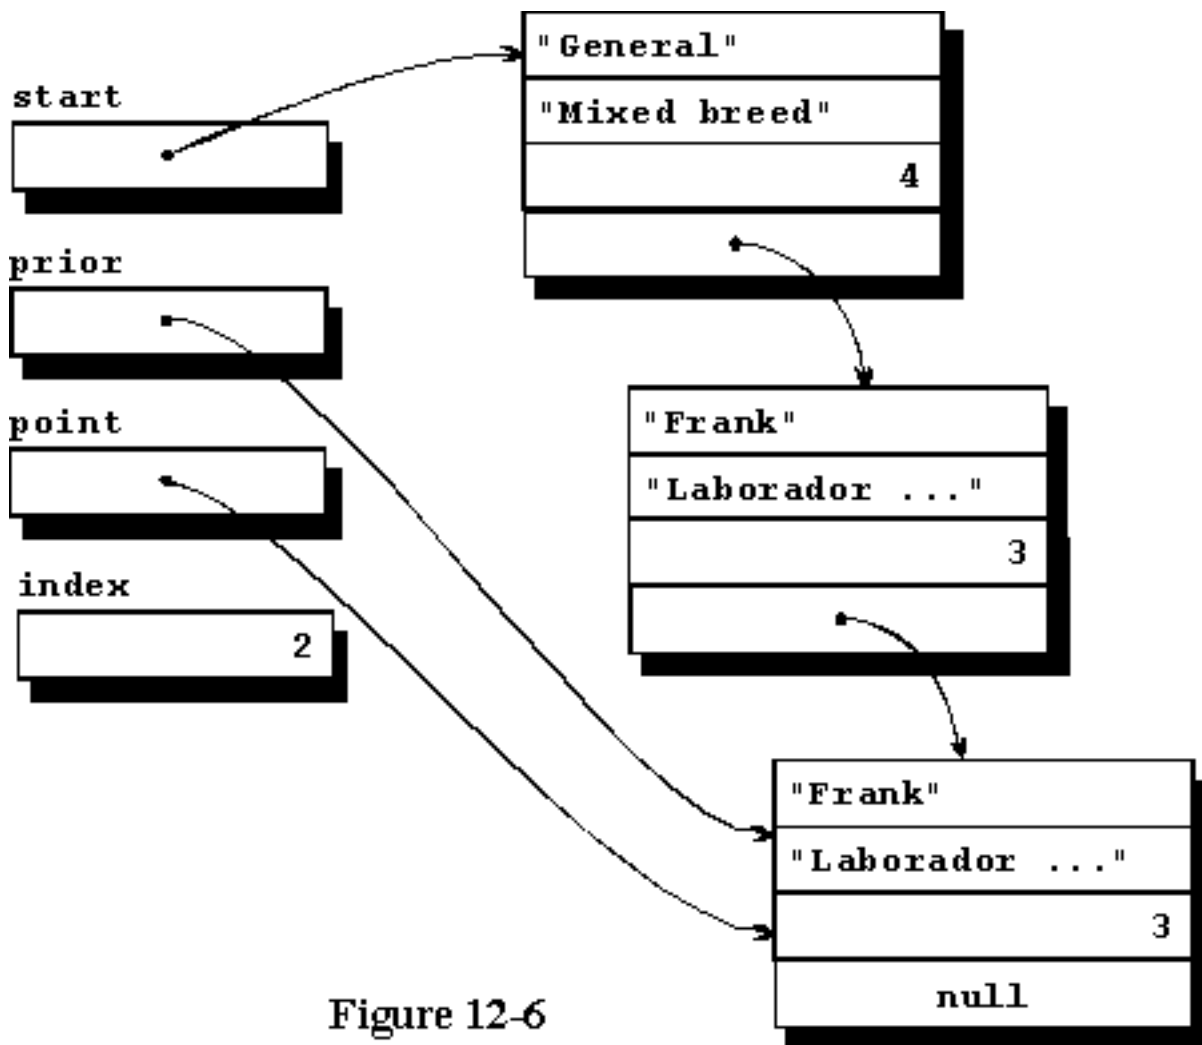 start
prior
point
index
2
"General"
"Mixed breed"
4
"Frank"
"Laborador ..."
3
"Frank"
"Laborador ..."
3
null
Figure 12-6